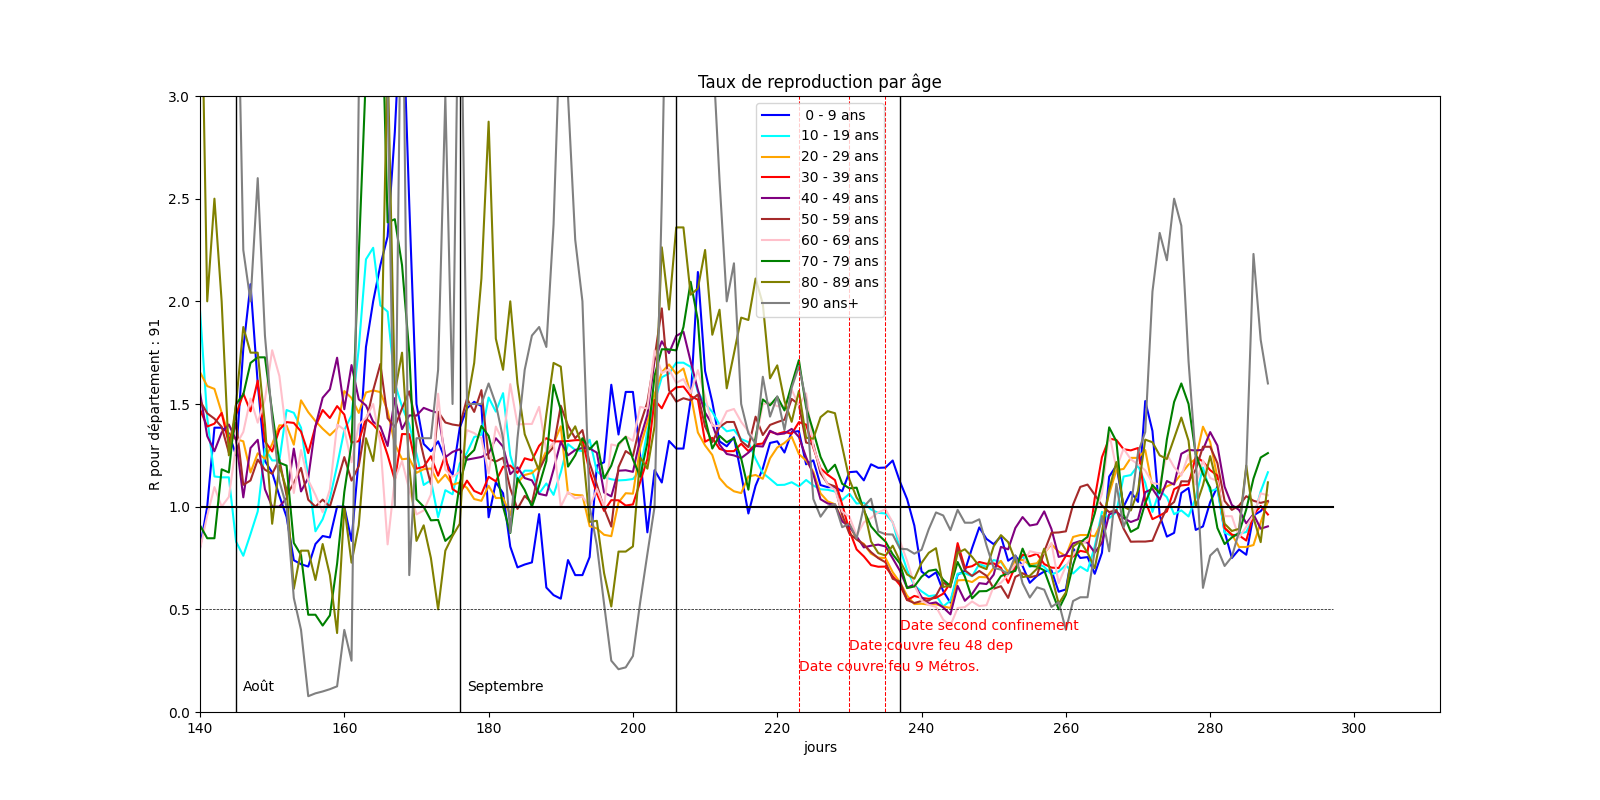 Taux de reproduction par âge
R pour département : 91
3.0
2.5
2.0
1.5
1.0
0.5
0.0
0 - 9 ans
10 - 19 ans
20 - 29 ans
30 - 39 ans
40 - 49 ans
50 - 59 ans
60 - 69 ans
70 - 79 ans
80 - 89 ans
90 ans+
Date second confinement
Date couvre feu 48 dep
Date couvre feu 9 Métros.
Août
Septembre
140
160
180
200
220
240
260
280
300
jours